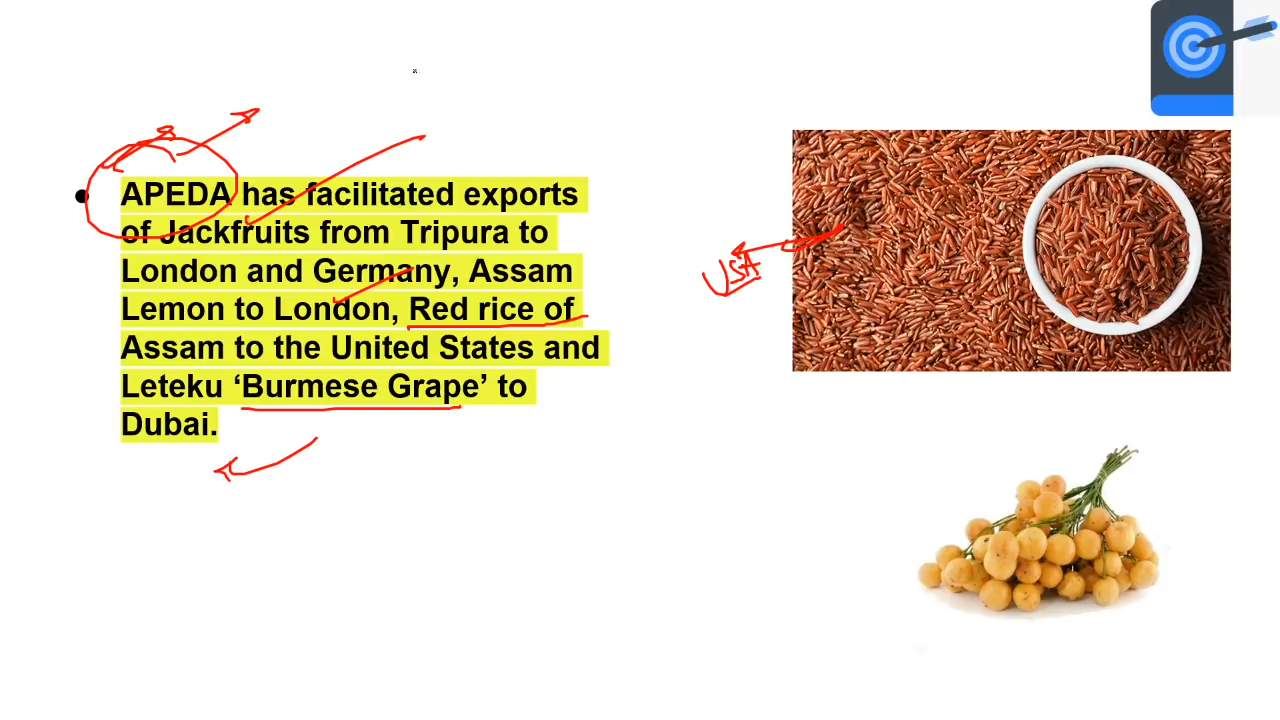 APEDA has facilitated exports
of Jackfruits from Tripura to
London and Germany, Assam
Lemon to London, Red rice of
Assam to the United States and
Leteku ‘Burmese Grape’ to
Dubai.
USA